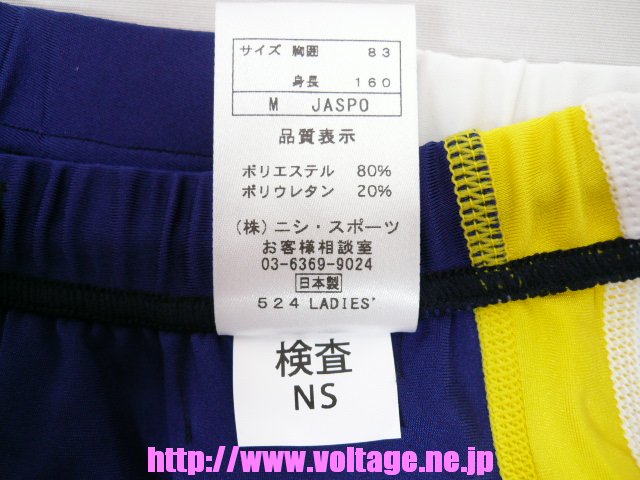 サイズ 胸囲 83
身長 160
M JASPO
品質表示
ポリエステル 80%
ポリウレタン 20%
(株) ニシ・スポーツ
お客様相談室
03-6369-9024
日本製
524 LADIES'
検査
NS
http://www.voltage.ne.jp